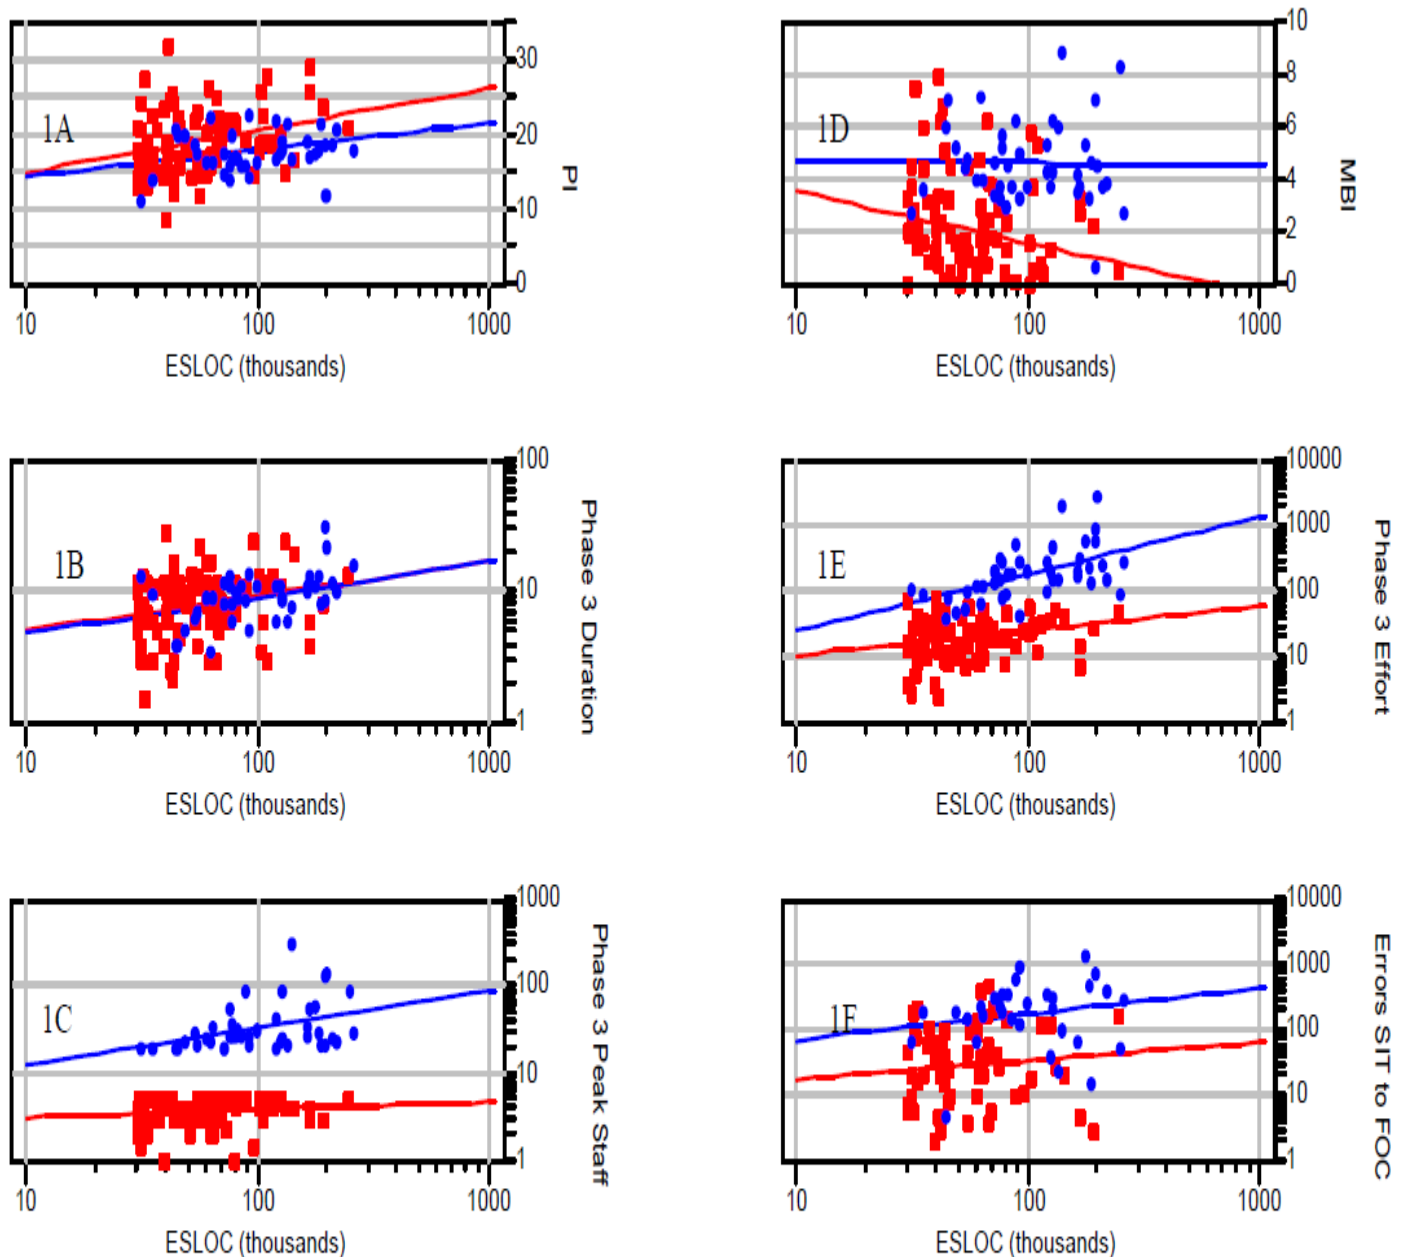 1A
30
20
10
0
PI
10 100 1000
ESLOC (thousands)
1D
10
8
6
4
2
0
MBI
10 100 1000
ESLOC (thousands)
1B
100
10
1
Phase 3 Duration
10 100 1000
ESLOC (thousands)
1E
10000
1000
100
10
1
Phase 3 Effort
10 100 1000
ESLOC (thousands)
1C
1000
100
10
1
Phase 3 Peak Staff
10 100 1000
ESLOC (thousands)
1F
10000
1000
100
10
1
Errors SIT to FOC
10 100 1000
ESLOC (thousands)